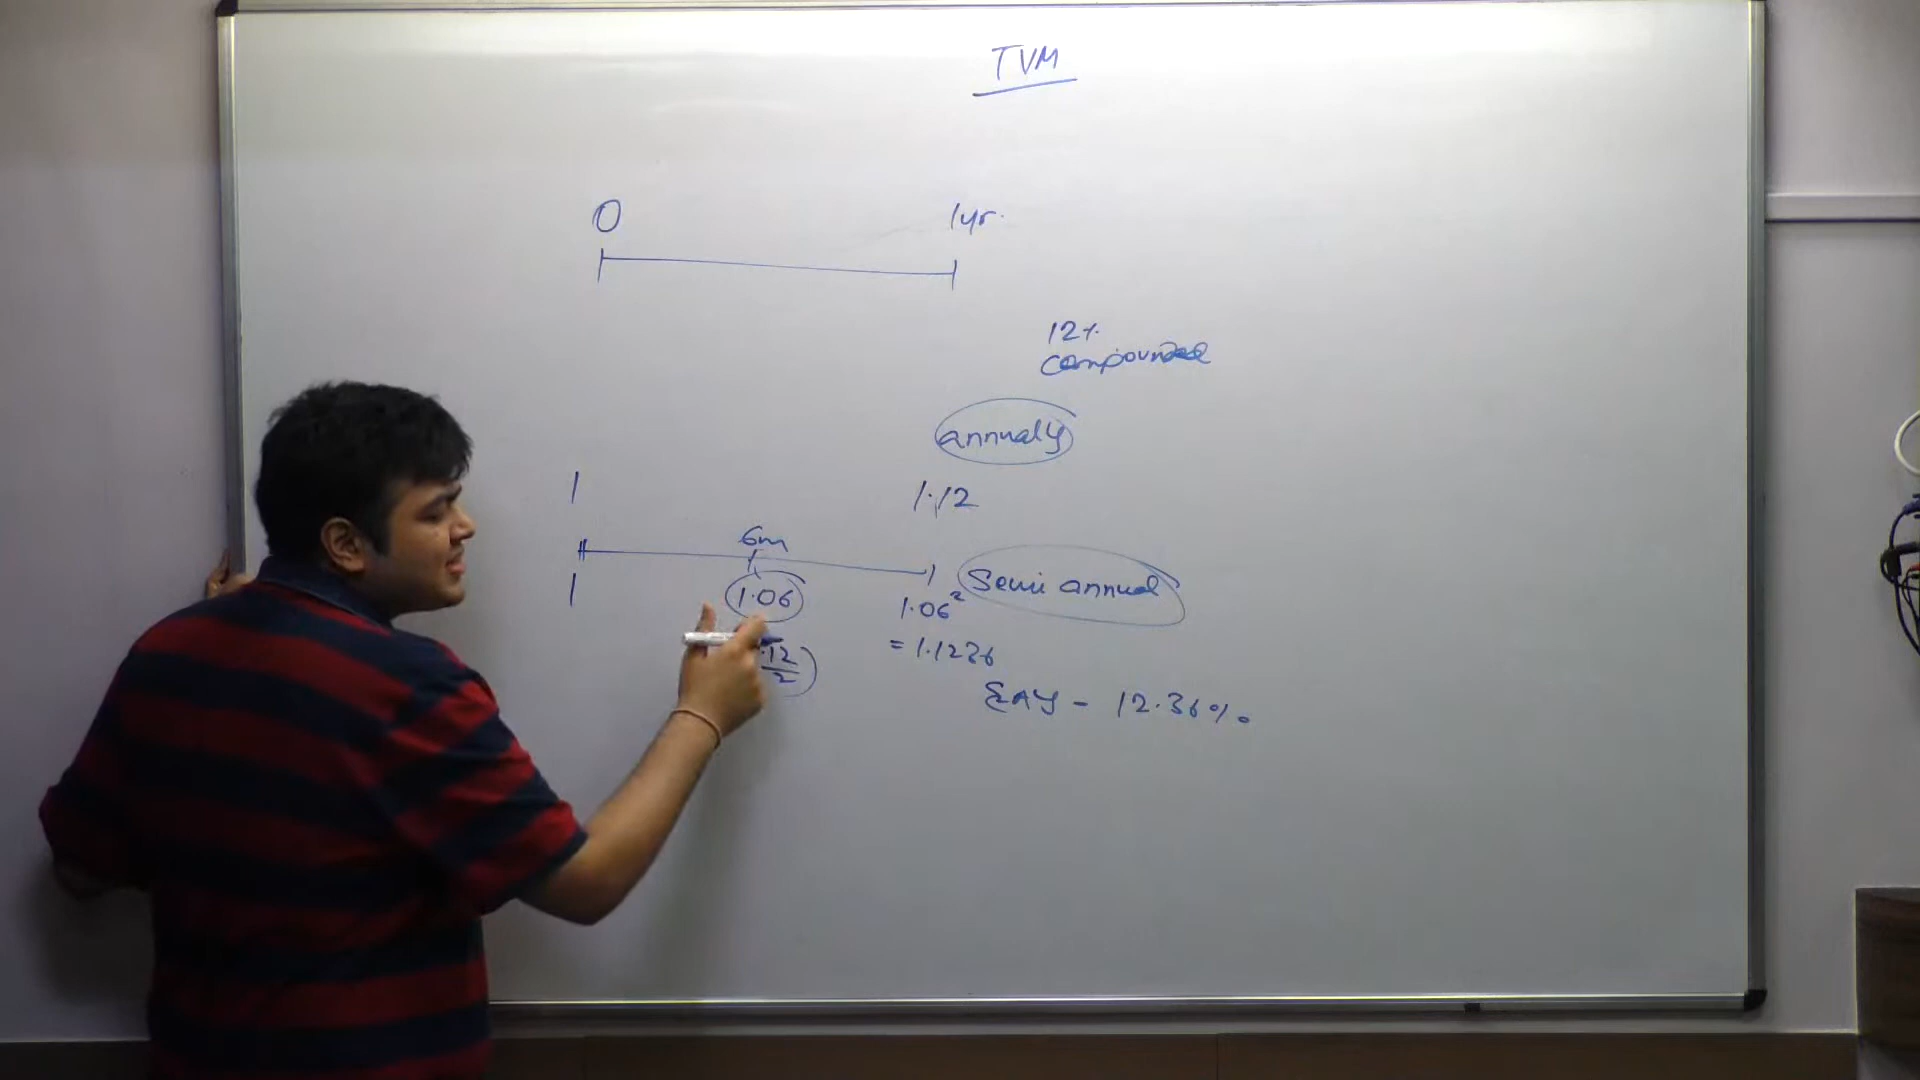 TVM
0 1yr.
12%
compounded
annualy
1 1.12
6m
Semi annual
1 1.06 1.06²
.12/2 = 1.1236
EAY - 12.36%